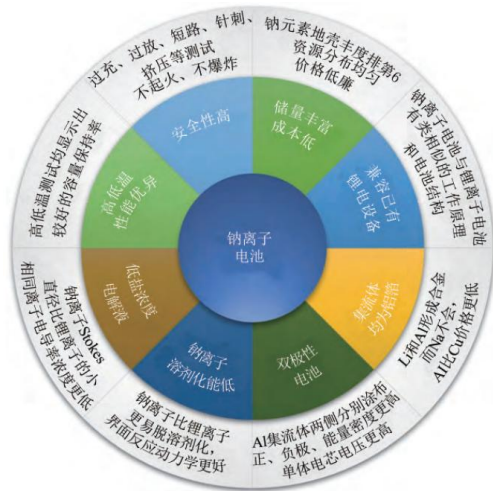 钠离子
电池
储量丰富
成本低
钠元素地壳丰度排第6
资源分布均匀
价格低廉
兼容已有
锂电设备
钠离子电池与锂离子电池
有类相似的工作原理
和电池结构
集流体
均为铝箔
Li和Al形成合金
而Na不会,
Al比Cu价格更低
双极性
电池
Al集流体两侧分别涂布
正、负极、能量密度更高
单体电芯电压更高
钠离子
溶剂化能低
钠离子比锂离子
更易脱溶剂化,
界面反应动力学更好
低盐浓度
电解液
钠离子Stokes
直径比锂离子的小
相同离子电导率浓度更低
高低温
性能优异
高低温测试均显示出
较好的容量保持率
安全性高
过充、过放、短路、针刺、
挤压等测试
不起火、不爆炸